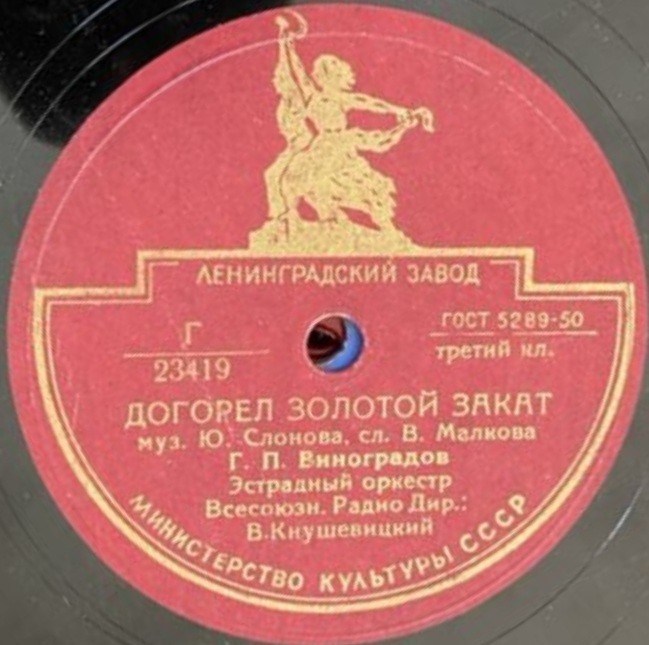 ЛЕНИНГРАДСКИЙ ЗАВОД
Г
23419
ГОСТ 5289-50
третий кл.
ДОГОРЕЛ ЗОЛОТОЙ ЗАКАТ
муз. Ю. Слонова, сл. В. Малкова
Г. П. Виноградов
Эстрадный оркестр
Всесоюзн. Радио Дир.:
В.Кнушевицкий
МИНИСТЕРСТВО КУЛЬТУРЫ СССР